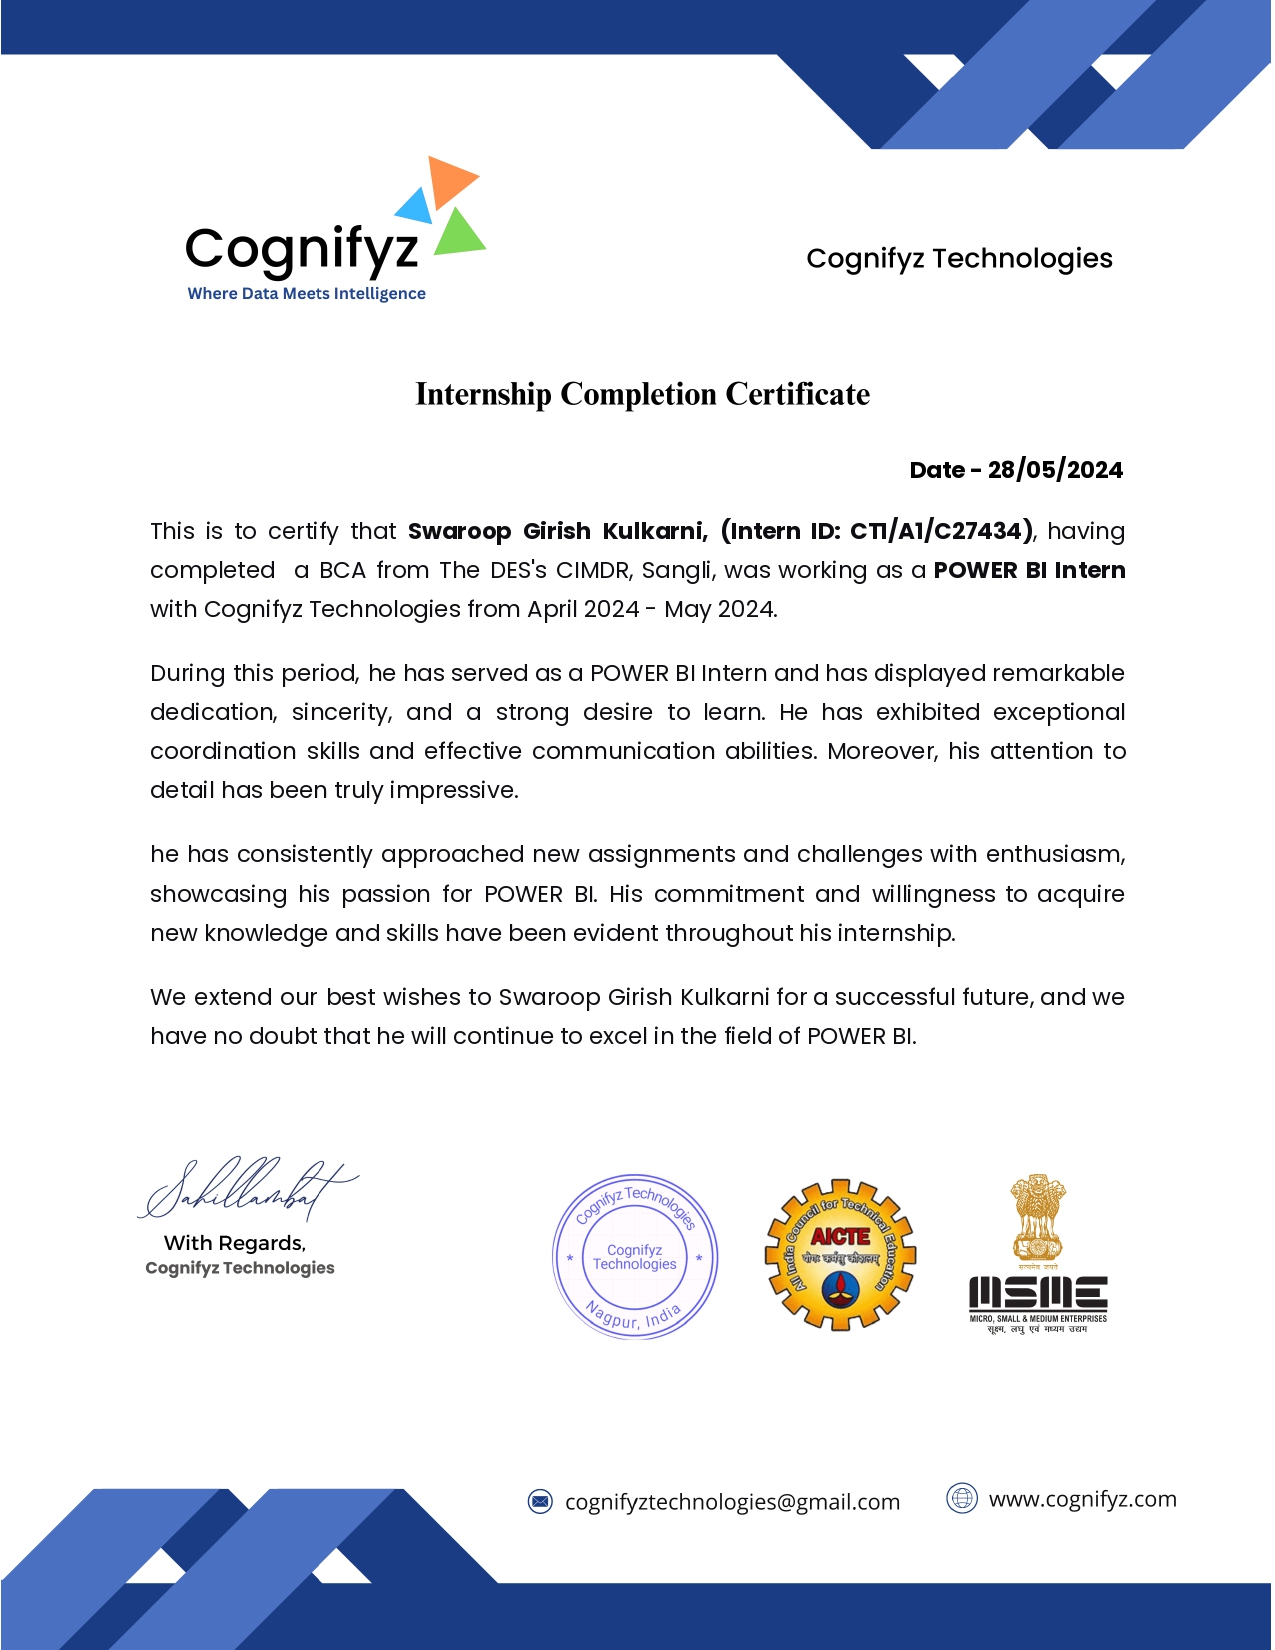 Cognifyz
Where Data Meets Intelligence
Cognifyz Technologies
Internship Completion Certificate
Date - 28/05/2024
This is to certify that Swaroop Girish Kulkarni, (Intern ID: CTI/A1/C27434), having
completed a BCA from The DES's CIMDR, Sangli, was working as a POWER BI Intern
with Cognifyz Technologies from April 2024 - May 2024.
During this period, he has served as a POWER BI Intern and has displayed remarkable
dedication, sincerity, and a strong desire to learn. He has exhibited exceptional
coordination skills and effective communication abilities. Moreover, his attention to
detail has been truly impressive.
he has consistently approached new assignments and challenges with enthusiasm,
showcasing his passion for POWER BI. His commitment and willingness to acquire
new knowledge and skills have been evident throughout his internship.
We extend our best wishes to Swaroop Girish Kulkarni for a successful future, and we
have no doubt that he will continue to excel in the field of POWER BI.
Sahillambat
With Regards,
Cognifyz Technologies
Cognifyz Technologies
* Cognifyz *
Technologies
Nagpur, India
All India Council for Technical Education
AICTE
योगः कर्मसु कौशलम्
सत्यमेव जयते
MSME
MICRO, SMALL & MEDIUM ENTERPRISES
सूक्ष्म, लघु एवं मध्यम उद्यम
cognifyztechnologies@gmail.com
www.cognifyz.com